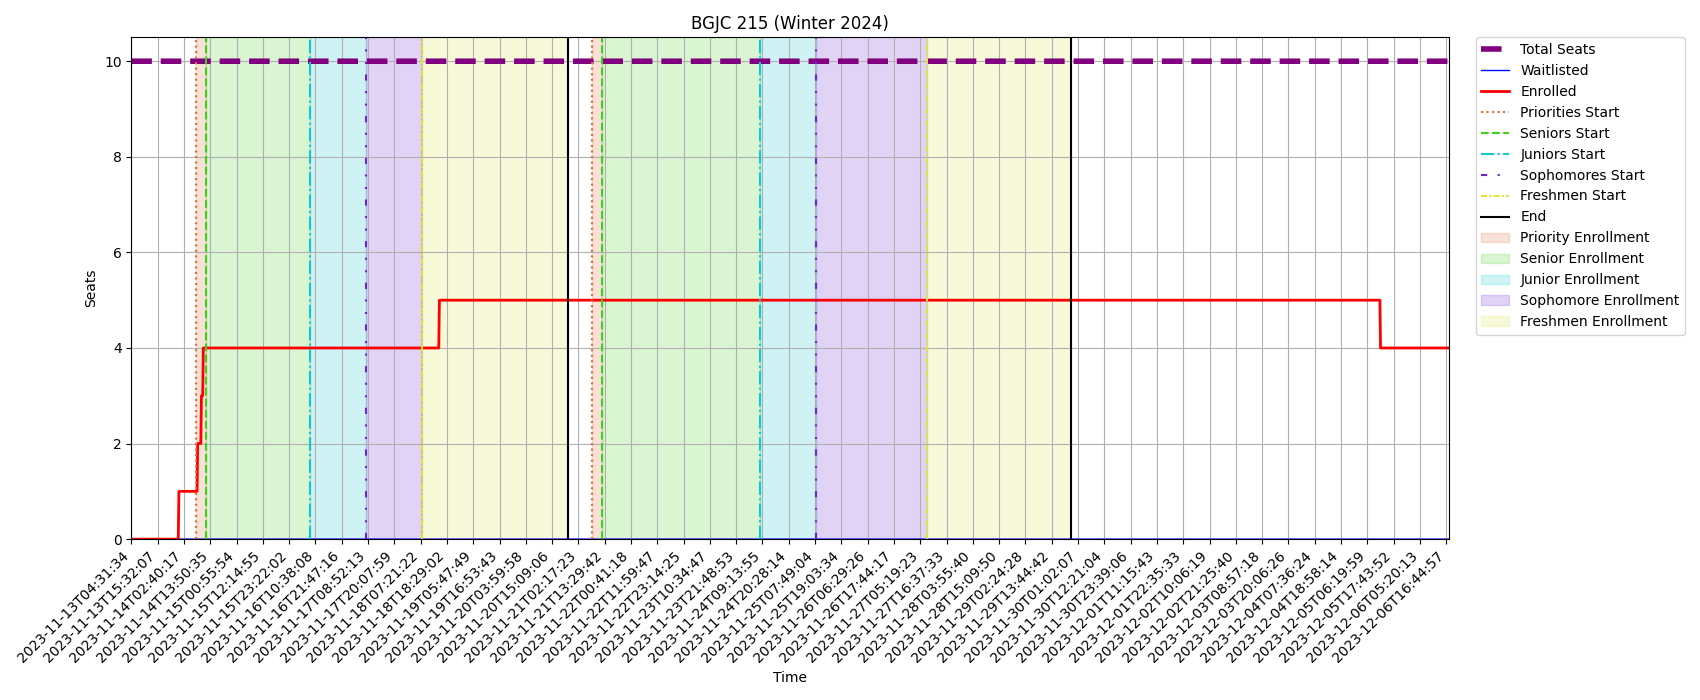 BGJC 215 (Winter 2024)
Seats
10
8
6
4
2
0
2023-11-13T04:31:34
2023-11-13T15:32:07
2023-11-14T02:40:17
2023-11-14T13:50:35
2023-11-15T00:55:54
2023-11-15T12:14:55
2023-11-15T23:22:02
2023-11-16T10:38:08
2023-11-16T21:47:16
2023-11-17T08:52:13
2023-11-17T20:07:59
2023-11-18T07:21:22
2023-11-18T18:29:02
2023-11-19T05:47:49
2023-11-19T16:53:43
2023-11-20T03:59:58
2023-11-20T15:09:06
2023-11-21T02:17:23
2023-11-21T13:29:42
2023-11-22T00:41:18
2023-11-22T11:59:47
2023-11-22T23:14:25
2023-11-23T10:34:47
2023-11-23T21:48:53
2023-11-24T09:13:55
2023-11-24T20:28:14
2023-11-25T07:49:04
2023-11-25T19:03:34
2023-11-26T06:29:26
2023-11-26T17:44:17
2023-11-27T05:19:23
2023-11-27T16:37:33
2023-11-28T03:55:40
2023-11-28T15:09:50
2023-11-29T02:24:28
2023-11-29T13:44:42
2023-11-30T01:02:07
2023-11-30T12:21:04
2023-11-30T23:39:06
2023-12-01T11:15:43
2023-12-01T22:35:33
2023-12-02T10:06:19
2023-12-02T21:25:40
2023-12-03T08:57:18
2023-12-03T20:06:26
2023-12-04T07:36:24
2023-12-04T18:58:14
2023-12-05T06:19:59
2023-12-05T17:43:52
2023-12-06T05:20:13
2023-12-06T16:44:57
Time
Total Seats
Waitlisted
Enrolled
Priorities Start
Seniors Start
Juniors Start
Sophomores Start
Freshmen Start
End
Priority Enrollment
Senior Enrollment
Junior Enrollment
Sophomore Enrollment
Freshmen Enrollment